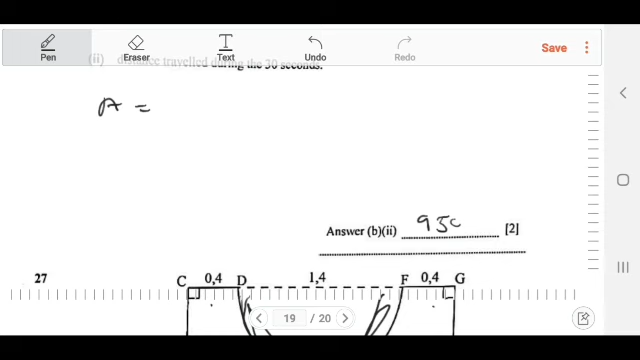 Pen Eraser Text Undo Redo Save
(ii) distance travelled during the 30 seconds.
A =
Answer (b)(ii) 950 [2]
27
C 0,4 D 1,4 F 0,4 G
19 / 20